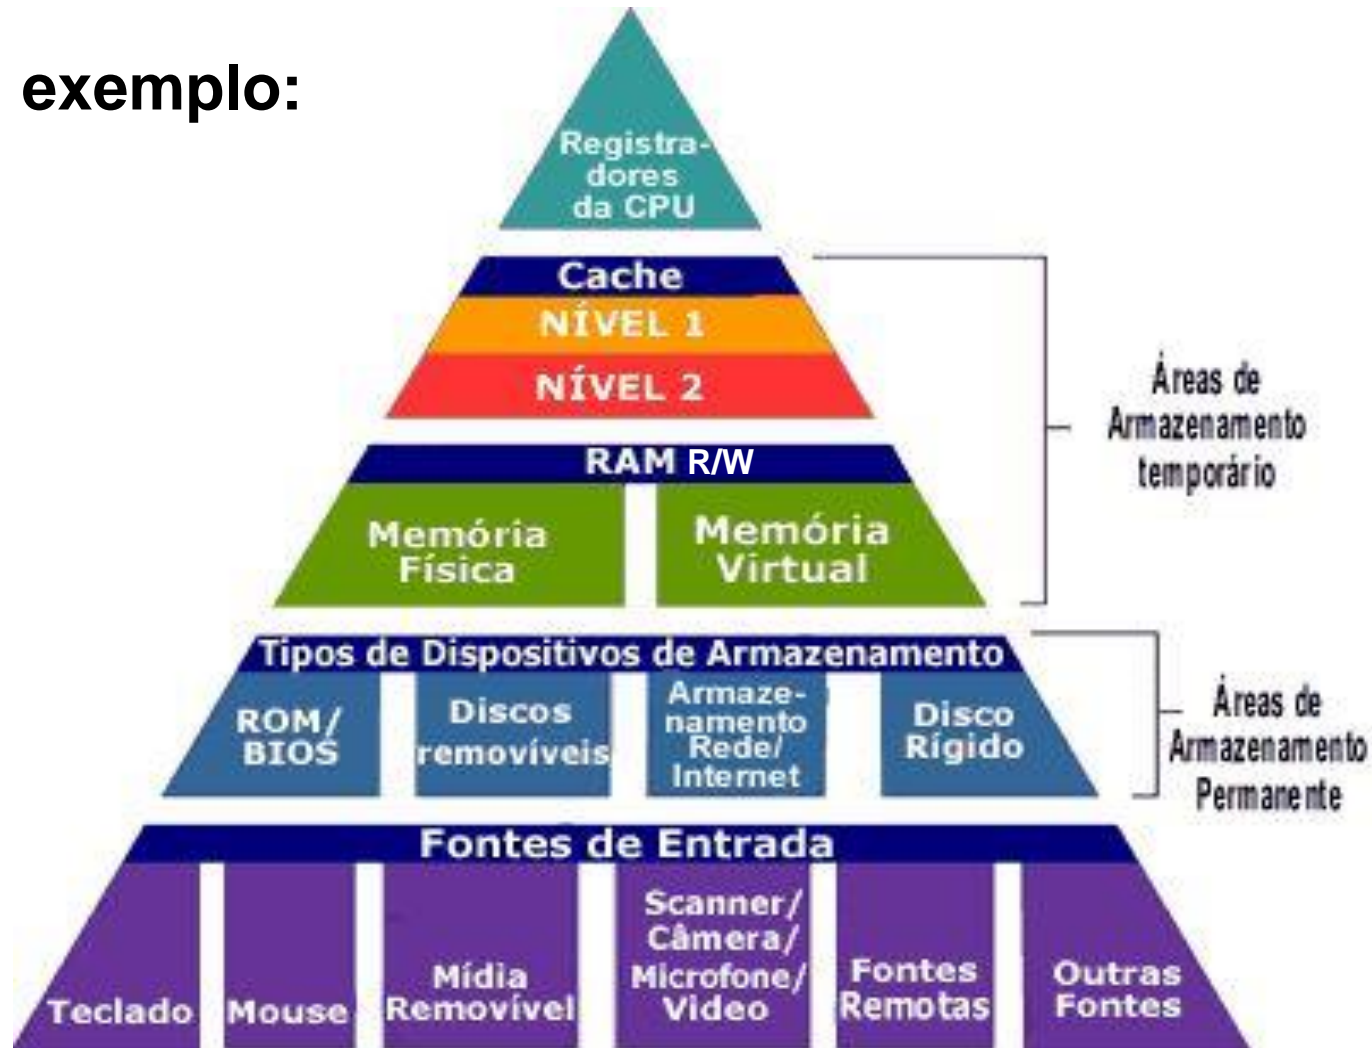 exemplo:
Registra-
dores
da CPU
Cache
NÍVEL 1
NÍVEL 2
Áreas de
Armazenamento
temporário
RAM R/W
Memória
Física
Memória
Virtual
Tipos de Dispositivos de Armazenamento
ROM/
BIOS
Discos
removíveis
Armaze-
namento
Rede/
Internet
Disco
Rígido
Áreas de
Armazenamento
Permanente
Fontes de Entrada
Teclado
Mouse
Mídia
Removível
Scanner/
Câmera/
Microfone/
Video
Fontes
Remotas
Outras
Fontes